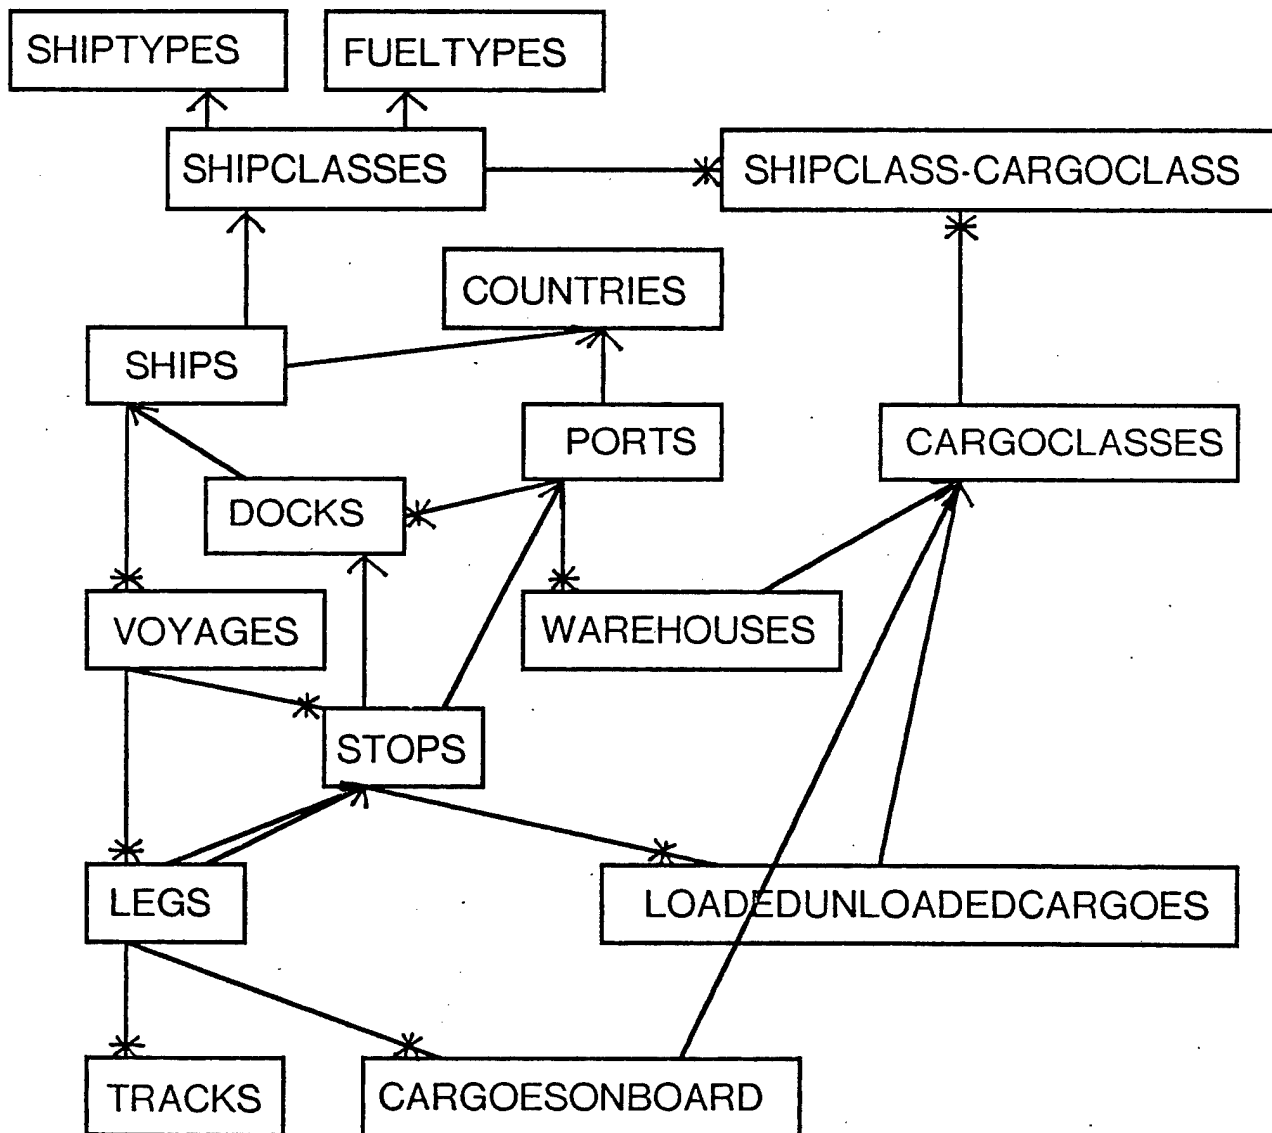 SHIPTYPES
FUELTYPES
SHIPCLASSES
SHIPCLASS-CARGOCLASS
COUNTRIES
SHIPS
PORTS
CARGOCLASSES
DOCKS
VOYAGES
WAREHOUSES
STOPS
LEGS
LOADEDUNLOADEDCARGOES
TRACKS
CARGOESONBOARD